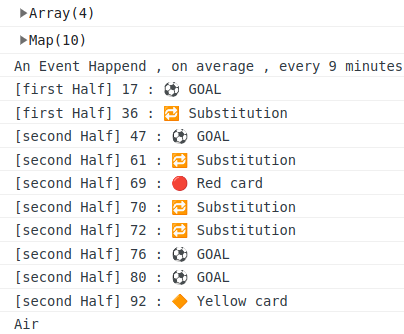 ▶Array(4)
▶Map(10)
An Event Happend , on average , every 9 minutes
[first Half] 17 : ⚽ GOAL
[first Half] 36 : 🔁 Substitution
[second Half] 47 : ⚽ GOAL
[second Half] 61 : 🔁 Substitution
[second Half] 69 : 🔴 Red card
[second Half] 70 : 🔁 Substitution
[second Half] 72 : 🔁 Substitution
[second Half] 76 : ⚽ GOAL
[second Half] 80 : ⚽ GOAL
[second Half] 92 : 🔶 Yellow card
Air